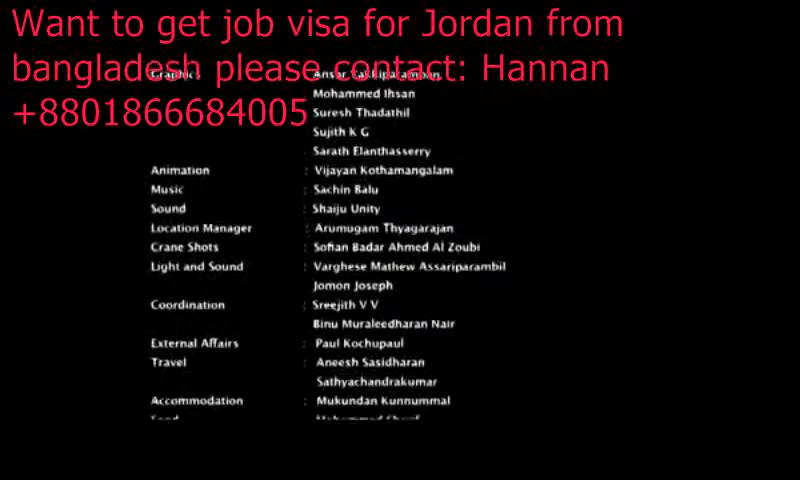 Want to get job visa for Jordan from
bangladesh please contact: Hannan
+8801866684005
Graphics
Mohammed Ihsan
Suresh Thadathil
Sujith K G
Sarath Elanthasserry
Animation : Vijayan Kothamangalam
Music : Sachin Balu
Sound : Shaiju Unity
Location Manager : Arumugam Thyagarajan
Crane Shots : Sofian Badar Ahmed Al Zoubi
Light and Sound : Varghese Mathew Assariparambil
Jomon Joseph
Coordination : Sreejith V V
Binu Muraleedharan Nair
External Affairs : Paul Kochupaul
Travel : Aneesh Sasidharan
Sathyachandrakumar
Accommodation : Mukundan Kunnummal